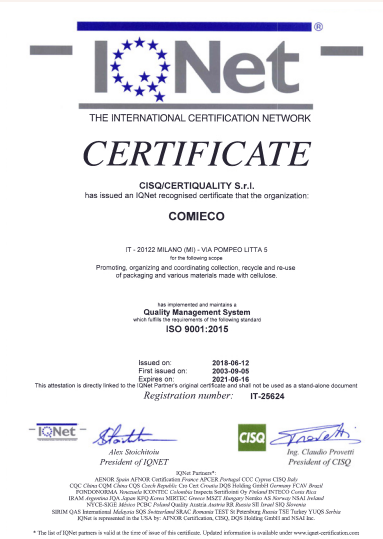 IQNet ®
THE INTERNATIONAL CERTIFICATION NETWORK
CERTIFICATE
CISQ/CERTIQUALITY S.r.l.
has issued an IQNet recognised certificate that the organization:
COMIECO
IT - 20122 MILANO (MI) - VIA POMPEO LITTA 5
for the following scope
Promoting, organizing and coordinating collection, recycle and re-use
of packaging and various materials made with cellulose.
has implemented and maintains a
Quality Management System
which fulfills the requirements of the following standard
ISO 9001:2015
Issued on: 2018-06-12
First issued on: 2003-09-05
Expires on: 2021-06-16
This attestation is directly linked to the IQNet Partner's original certificate and shall not be used as a stand-alone document
Registration number: IT-25624
IQNet
CISQ
Alex Stoichitoiu Ing. Claudio Provetti
President of IQNET President of CISQ
IQNet Partners*:
AENOR Spain AFNOR Certification France APCER Portugal CCC Cyprus CISQ Italy
CQC China CQM China CQS Czech Republic Cro Cert Croatia DQS Holding GmbH Germany FCAV Brazil
FONDONORMA Venezuela ICONTEC Colombia Inspecta Sertifiointi Oy Finland INTECO Costa Rica
IRAM Argentina JQA Japan KFQ Korea MIRTEC Greece MSZT Hungary Nemko AS Norway NSAI Ireland
NYCE-SIGE México PCBC Poland Quality Austria Austria RR Russia SII Israel SIQ Slovenia
SIRIM QAS International Malaysia SQS Switzerland SRAC Romania TEST St Petersburg Russia TSE Turkey YUQS Serbia
IQNet is represented in the USA by: AFNOR Certification, CISQ, DQS Holding GmbH and NSAI Inc.
* The list of IQNet partners is valid at the time of issue of this certificate. Updated information is available under www.iqnet-certification.com